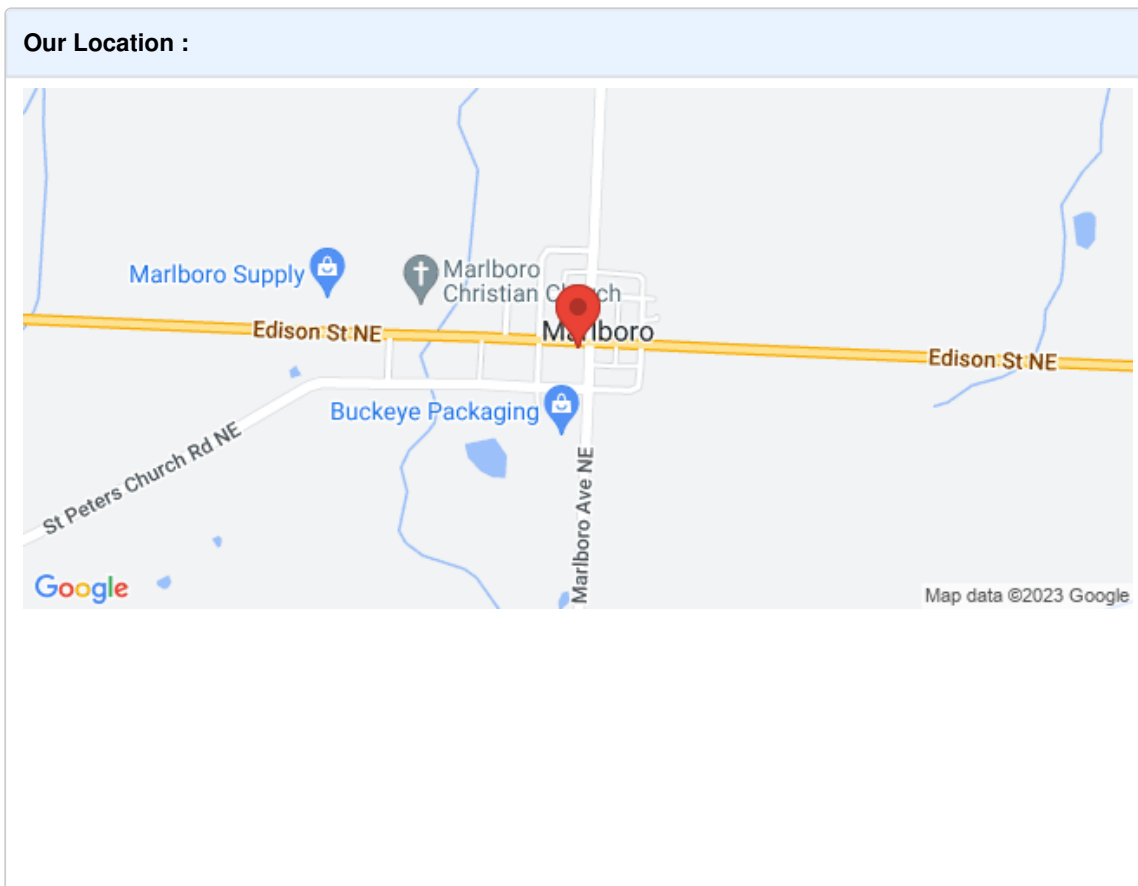 Our Location :
Marlboro Supply
Marlboro
Christian Church
Marlboro
Edison St NE
Edison St NE
Buckeye Packaging
St Peters Church Rd NE
Marlboro Ave NE
Google
Map data ©2023 Google